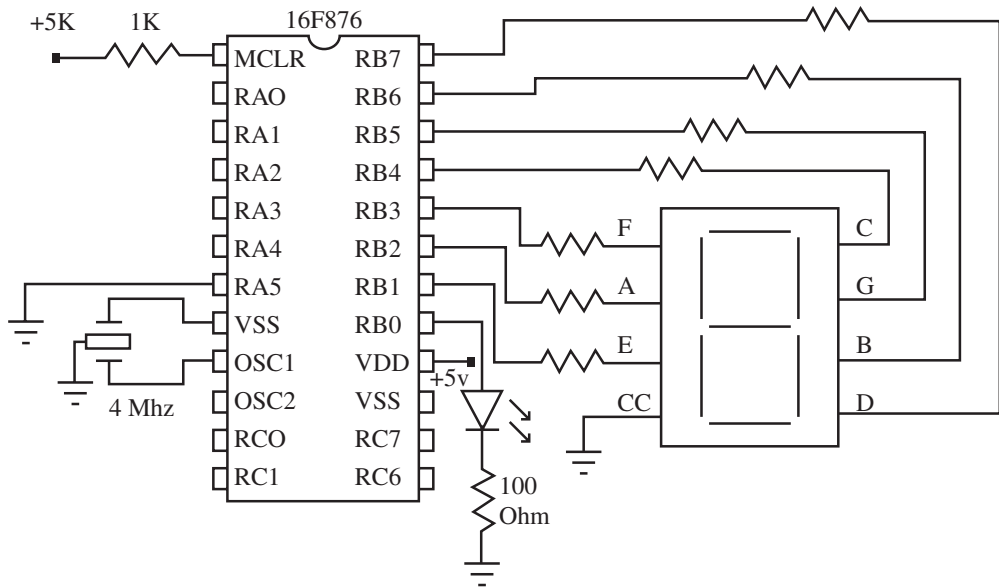 16F876
+5K
1K
MCLR
RAO
RA1
RA2
RA3
RA4
RA5
VSS
OSC1
OSC2
RCO
RC1
RB7
RB6
RB5
RB4
RB3
RB2
RB1
RB0
VDD
VSS
RC7
RC6
4 Mhz
+5v
100
Ohm
F
A
E
CC
C
G
B
D